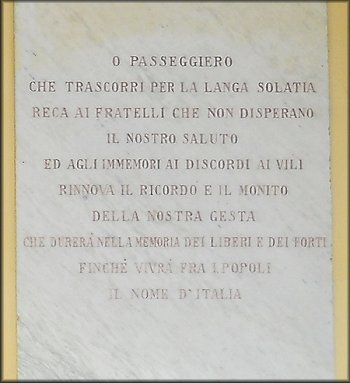 O PASSEGGIERO
CHE TRASCORRI PER LA LANGA SOLATIA
RECA AI FRATELLI CHE NON DISPERANO
IL NOSTRO SALUTO
ED AGLI IMMEMORI AI DISCORDI AI VILI
RINNOVA IL RICORDO E IL MONITO
DELLA NOSTRA GESTA
CHE DURERÀ NELLA MEMORIA DEI LIBERI E DEI FORTI
FINCHÈ VIVRÀ FRA I POPOLI
IL NOME D'ITALIA